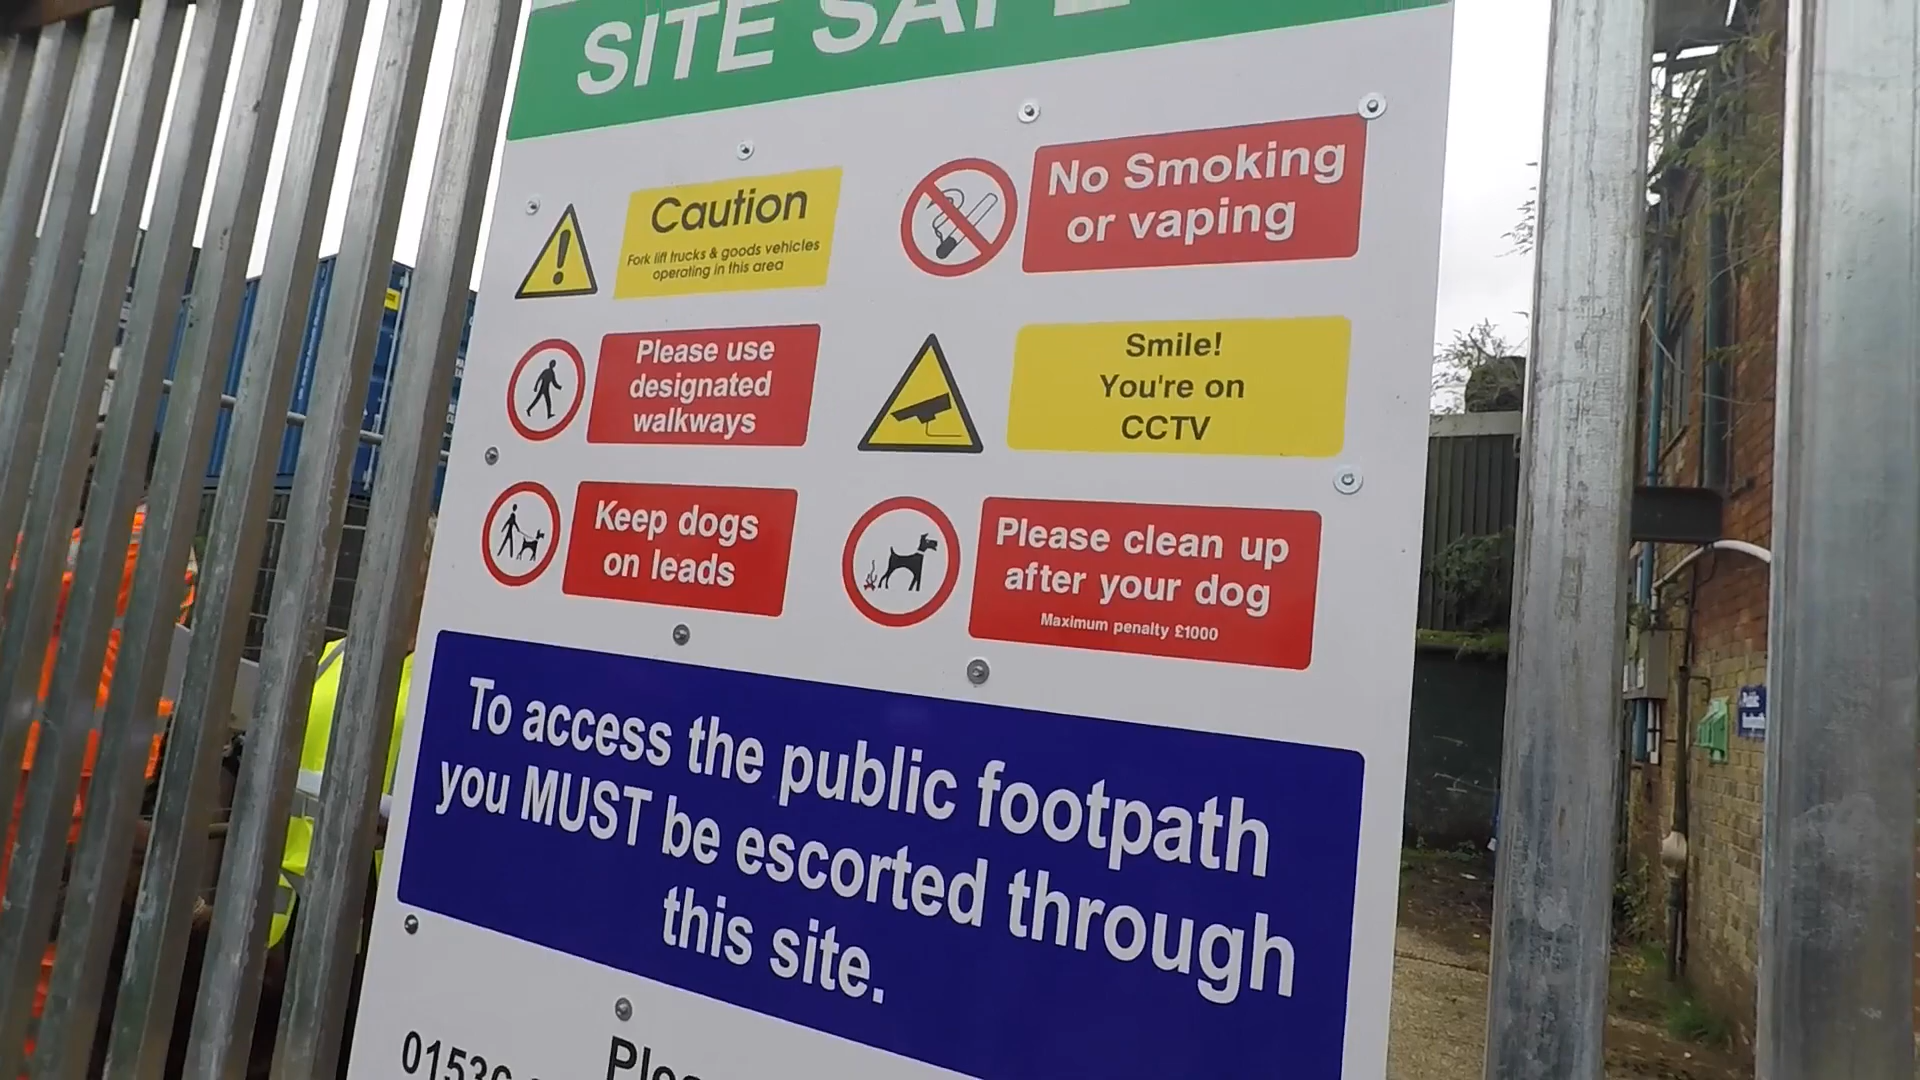 SITE SAFE
Caution
Fork lift trucks & goods vehicles
operating in this area
No Smoking
or vaping
Please use
designated
walkways
Smile!
You're on
CCTV
Keep dogs
on leads
Please clean up
after your dog
Maximum penalty £1000
To access the public footpath
you MUST be escorted through
this site.
Public